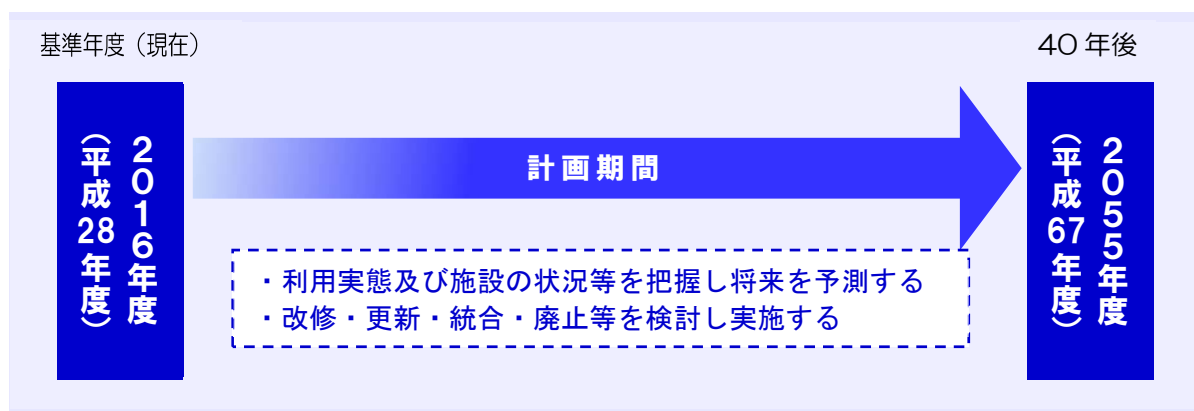 基準年度（現在）
40年後
2016年度
（平成28年度）
計画期間
・利用実態及び施設の状況等を把握し将来を予測する
・改修・更新・統合・廃止等を検討し実施する
2055年度
（平成67年度）